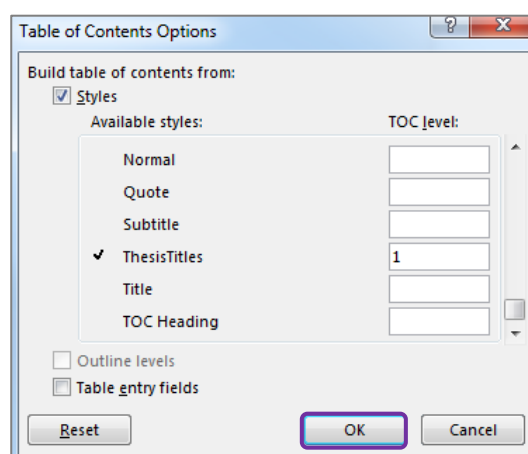 Table of Contents Options
Build table of contents from:
Styles
Available styles: TOC level:
Normal
Quote
Subtitle
✔ ThesisTitles 1
Title
TOC Heading
Outline levels
Table entry fields
Reset OK Cancel